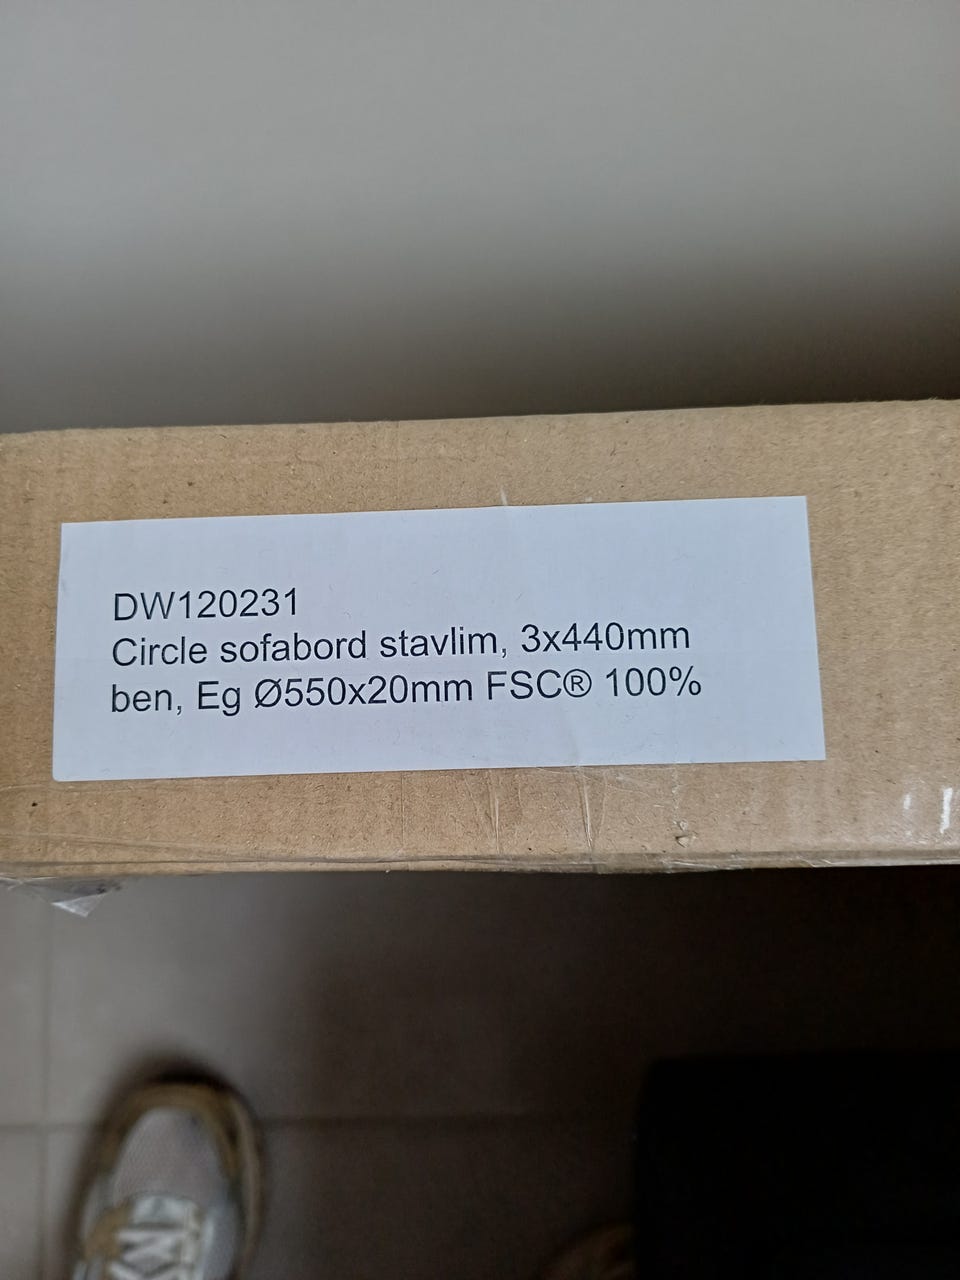 DW120231
Circle sofabord stavlim, 3x440mm
ben, Eg Ø550x20mm FSC® 100%